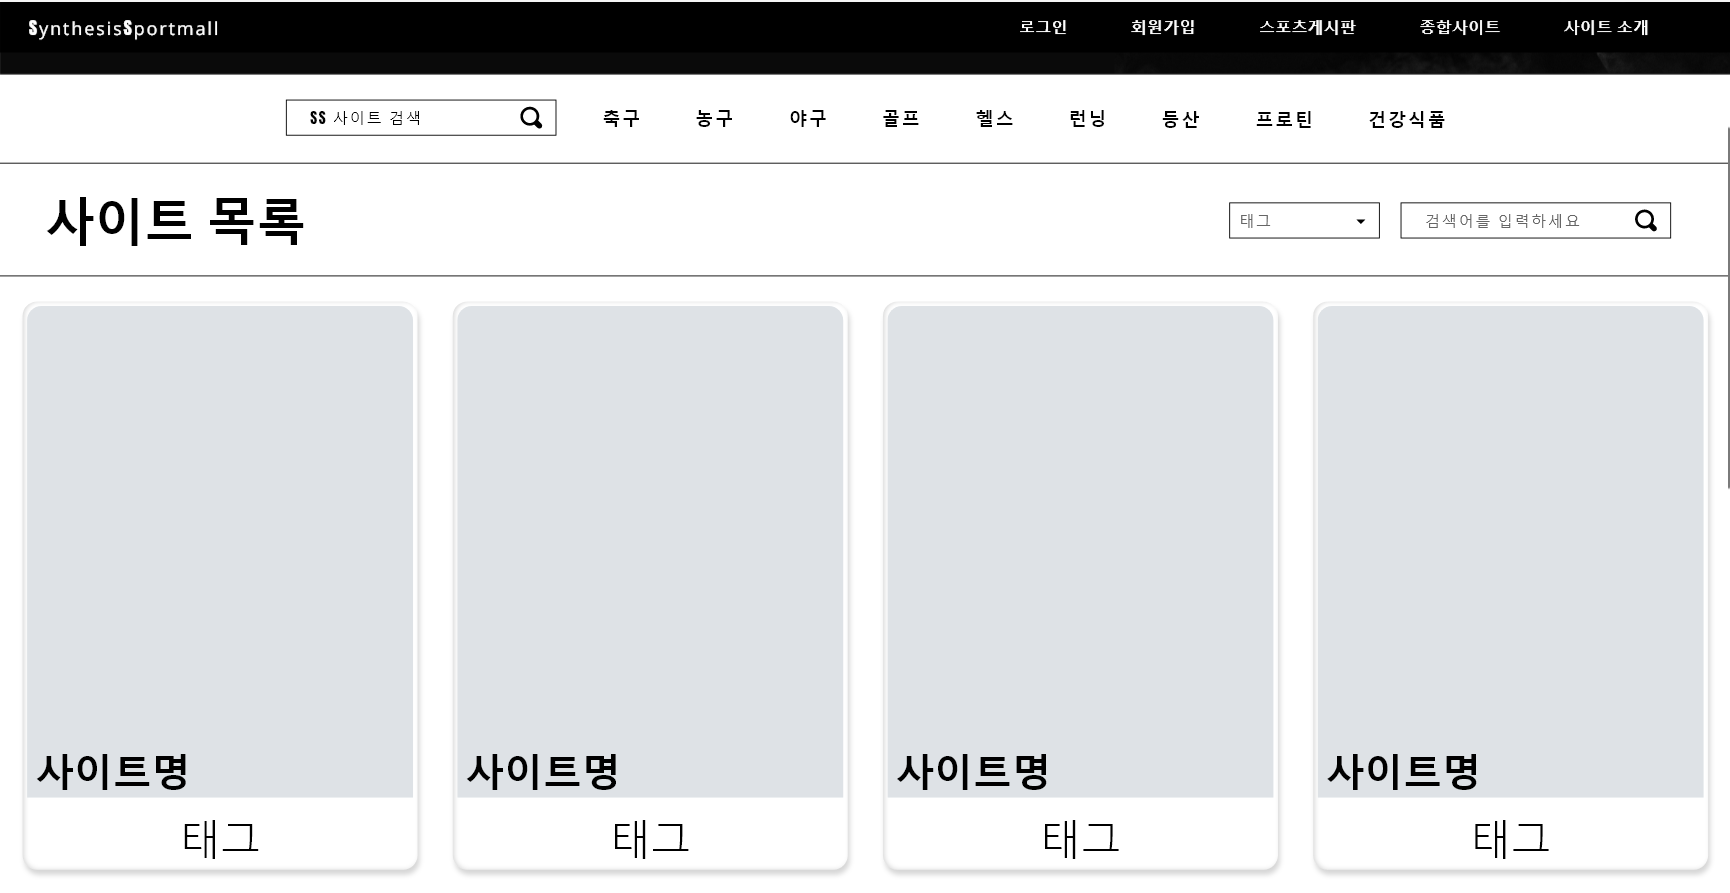 SynthesisSportmall 로그인 회원가입 스포츠게시판 종합사이트 사이트 소개
SS 사이트 검색 축구 농구 야구 골프 헬스 런닝 등산 프로틴 건강식품
사이트 목록 태그 검색어를 입력하세요
사이트명 사이트명 사이트명 사이트명
태그 태그 태그 태그